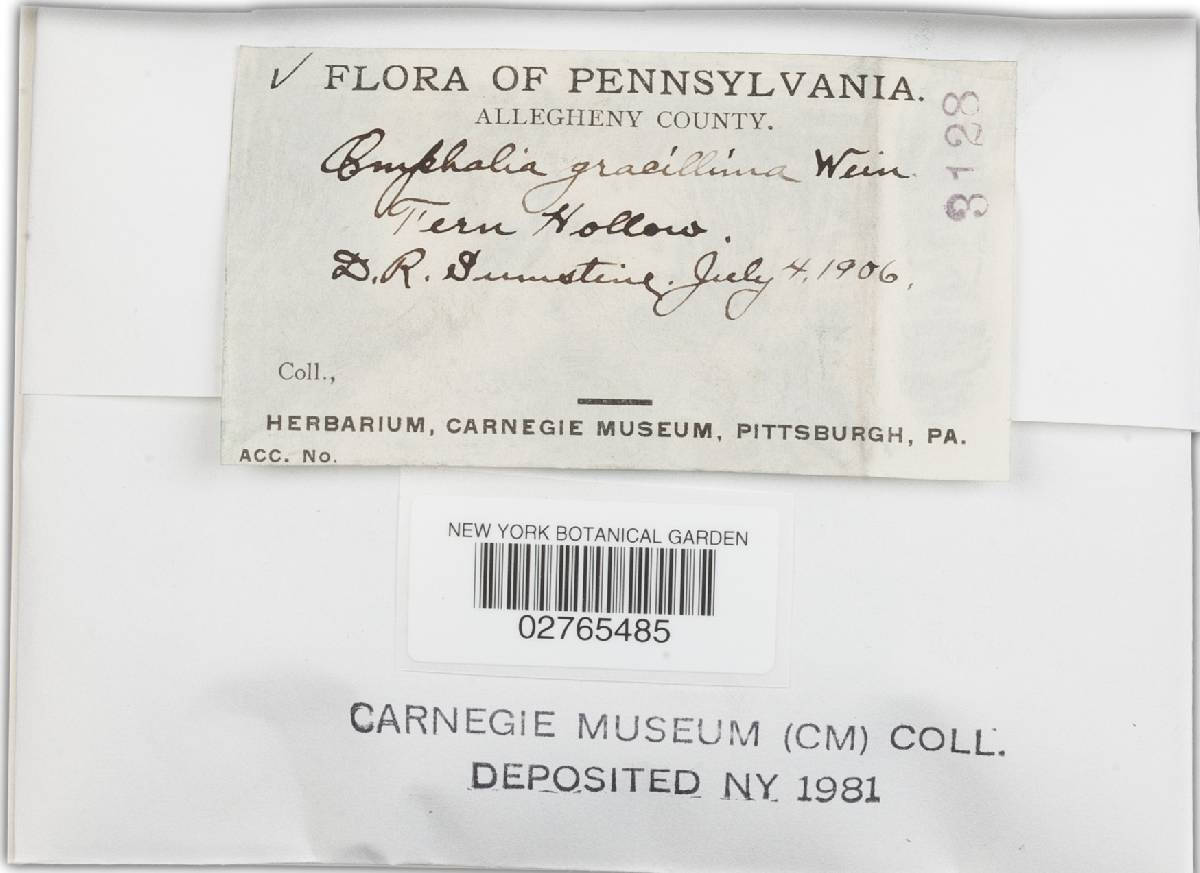 √ FLORA OF PENNSYLVANIA.
ALLEGHENY COUNTY.
Omphalia gracillima Wein.
Fern Hollow.
D. R. Sumstine. July 4, 1906.
Coll.,
HERBARIUM, CARNEGIE MUSEUM, PITTSBURGH, PA.
ACC. No.
3128
NEW YORK BOTANICAL GARDEN
02765485
CARNEGIE MUSEUM (CM) COLL.
DEPOSITED NY 1981